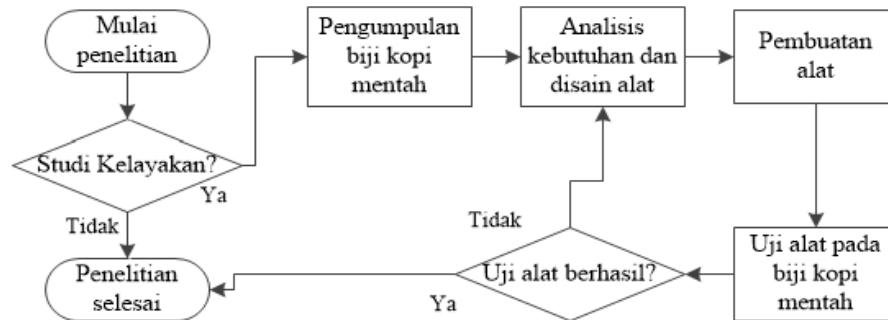 Mulai
penelitian
Studi Kelayakan?
Ya
Tidak
Pengumpulan
biji kopi
mentah
Analisis
kebutuhan dan
disain alat
Pembuatan
alat
Uji alat pada
biji kopi
mentah
Uji alat berhasil?
Tidak
Ya
Penelitian
selesai